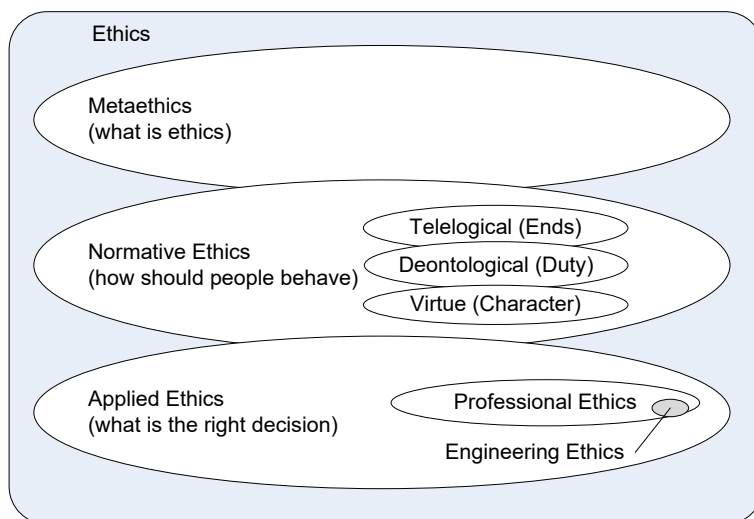 Ethics
Metaethics
(what is ethics)
Normative Ethics
(how should people behave)
Telelogical (Ends)
Deontological (Duty)
Virtue (Character)
Applied Ethics
(what is the right decision)
Professional Ethics
Engineering Ethics